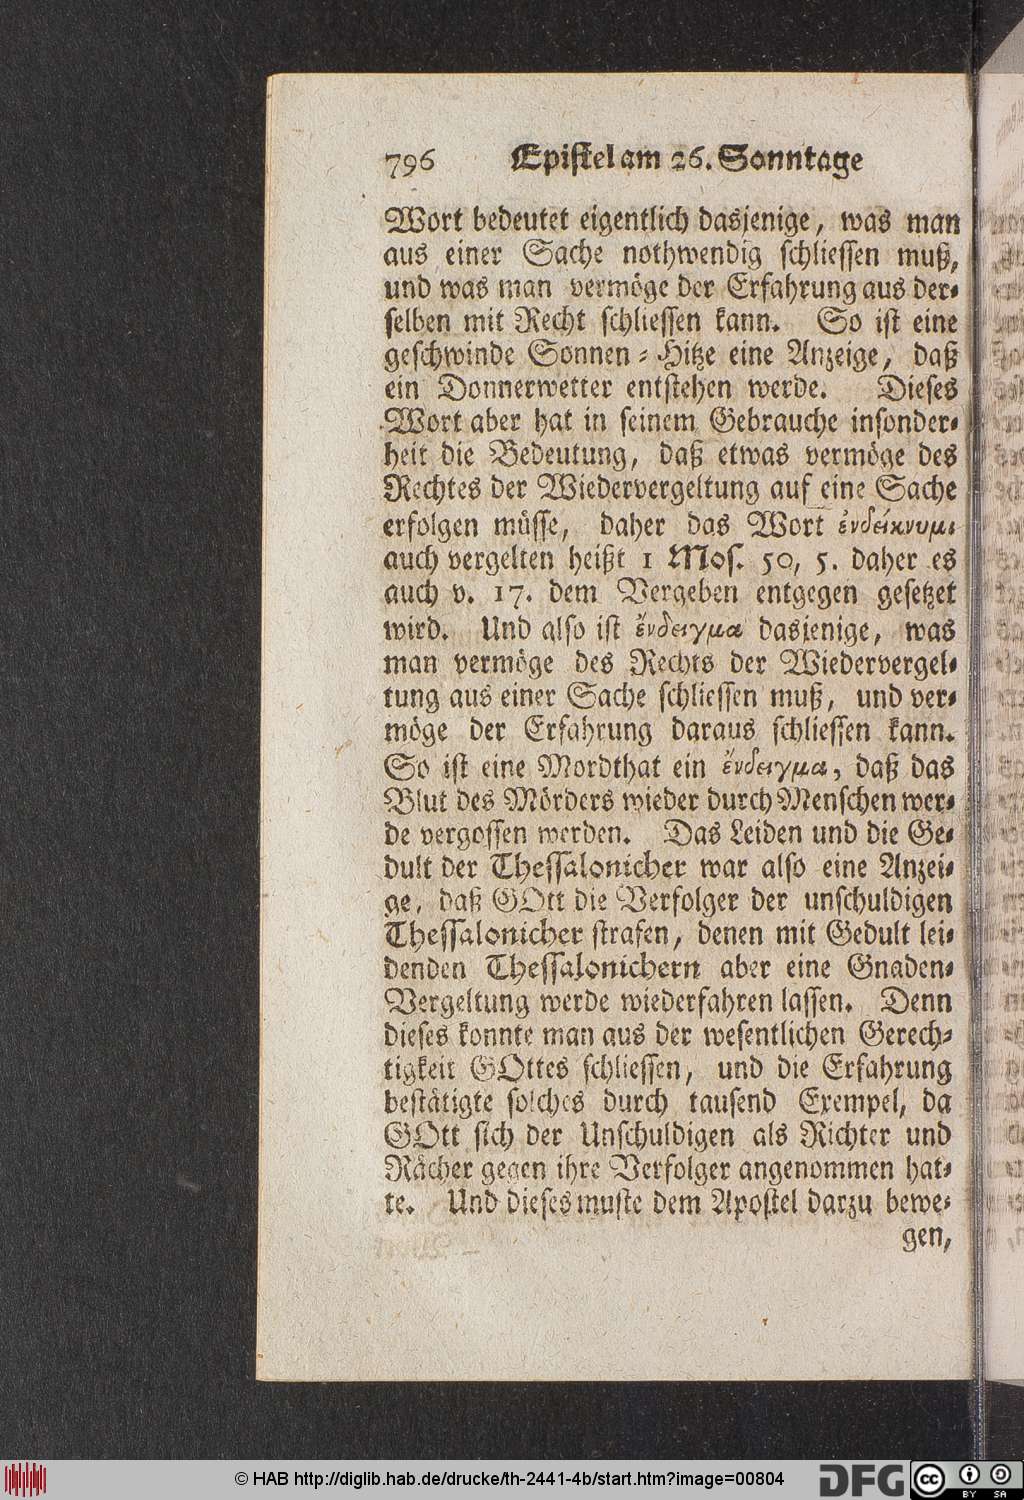 796 Epistel am 26. Sonntage
Wort bedeutet eigentlich dasjenige, was man
aus einer Sache nothwendig schliessen muß,
und was man vermöge der Erfahrung aus der-
selben mit Recht schliessen kann. So ist eine
geschwinde Sonnen-Hitze eine Anzeige, daß
ein Donnerwetter entstehen werde. Dieses
Wort aber hat in seinem Gebrauche insonder-
heit die Bedeutung, daß etwas vermöge des
Rechtes der Wiedervergeltung auf eine Sache
erfolgen müsse, daher das Wort ἐνδείκνυμι
auch vergelten heißt 1 Mos. 50, 5. daher es
auch v. 17. dem Vergeben entgegen gesetzet
wird. Und also ist ἔνδειγμα dasjenige, was
man vermöge des Rechts der Wiedervergel-
tung aus einer Sache schliessen muß, und ver-
möge der Erfahrung daraus schliessen kann.
So ist eine Mordthat ein ἔνδειγμα, daß das
Blut des Mörders wieder durch Menschen wer-
de vergossen werden. Das Leiden und die Ge-
dult der Thessalonicher war also eine Anzei-
ge, daß GOtt die Verfolger der unschuldigen
Thessalonicher strafen, denen mit Gedult lei-
denden Thessalonichern aber eine Gnaden-
Vergeltung werde wiederfahren lassen. Denn
dieses konnte man aus der wesentlichen Gerech-
tigkeit GOttes schliessen, und die Erfahrung
bestätigte solches durch tausend Exempel, da
GOtt sich der Unschuldigen als Richter und
Rächer gegen ihre Verfolger angenommen hat-
te. Und dieses muste dem Apostel darzu bewe-
gen,
© HAB http://diglib.hab.de/drucke/th-2441-4b/start.htm?image=00804 DFG cc BY SA